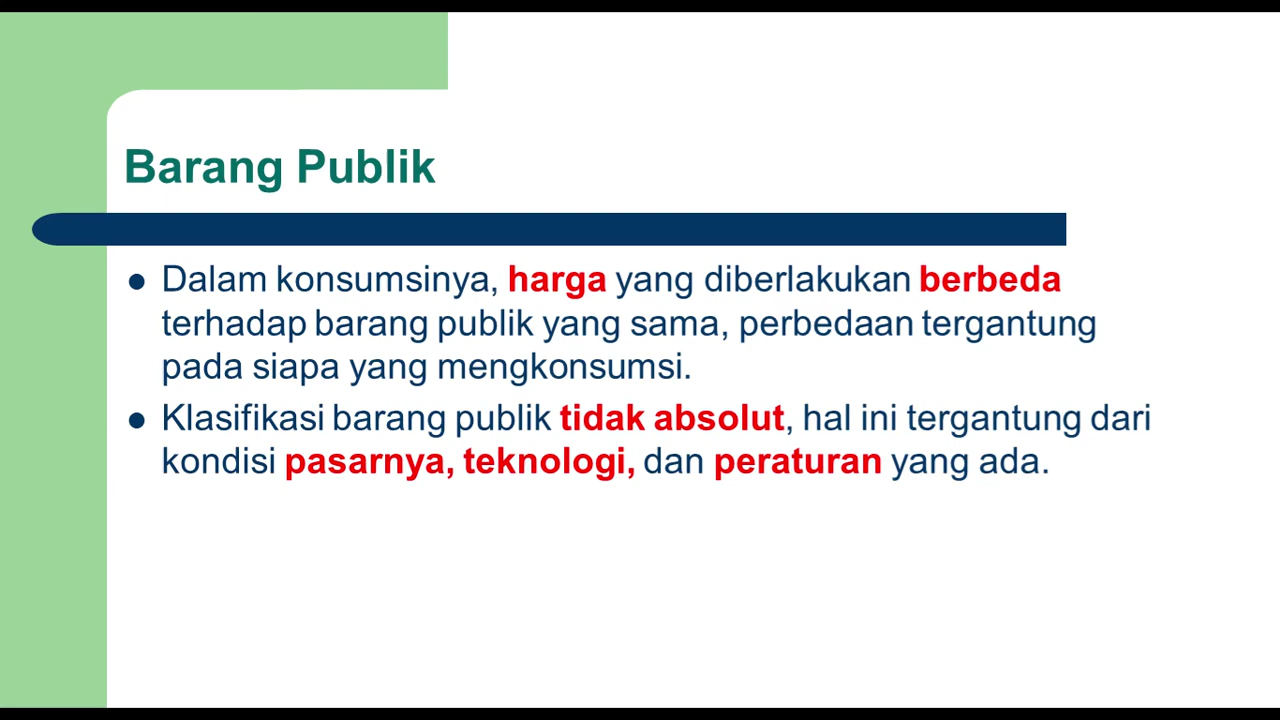 Barang Publik
● Dalam konsumsinya, harga yang diberlakukan berbeda
terhadap barang publik yang sama, perbedaan tergantung
pada siapa yang mengkonsumsi.
● Klasifikasi barang publik tidak absolut, hal ini tergantung dari
kondisi pasarnya, teknologi, dan peraturan yang ada.